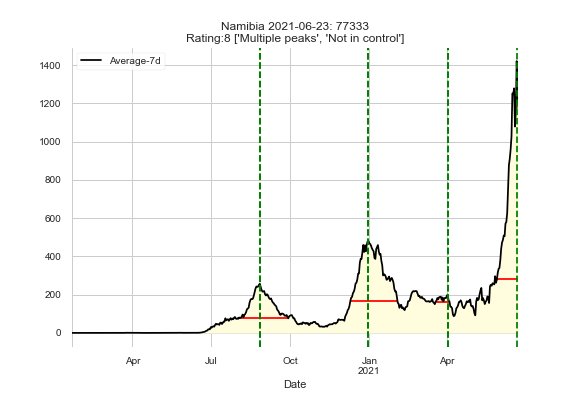 Namibia 2021-06-23: 77333
Rating:8 ['Multiple peaks', 'Not in control']
Average-7d
1400
1200
1000
800
600
400
200
0
Apr Jul Oct Jan Apr
2021
Date